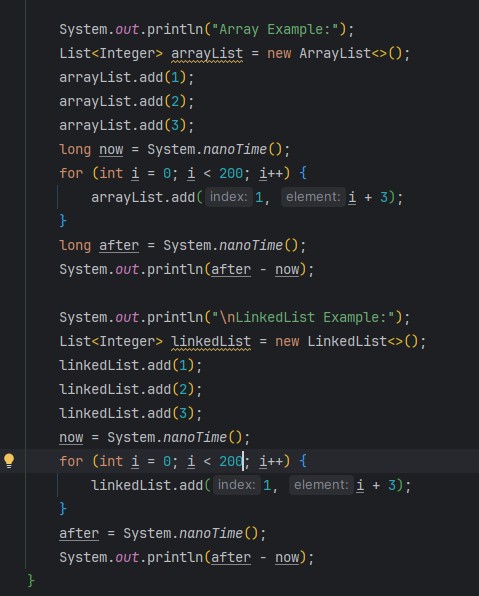 System.out.println("Array Example:");
List<Integer> arrayList = new ArrayList<>();
arrayList.add(1);
arrayList.add(2);
arrayList.add(3);
long now = System.nanoTime();
for (int i = 0; i < 200; i++) {
arrayList.add( index: 1, element: i + 3);
}
long after = System.nanoTime();
System.out.println(after - now);
System.out.println("\nLinkedList Example:");
List<Integer> linkedList = new LinkedList<>();
linkedList.add(1);
linkedList.add(2);
linkedList.add(3);
now = System.nanoTime();
for (int i = 0; i < 200; i++) {
linkedList.add( index: 1, element: i + 3);
}
after = System.nanoTime();
System.out.println(after - now);
}